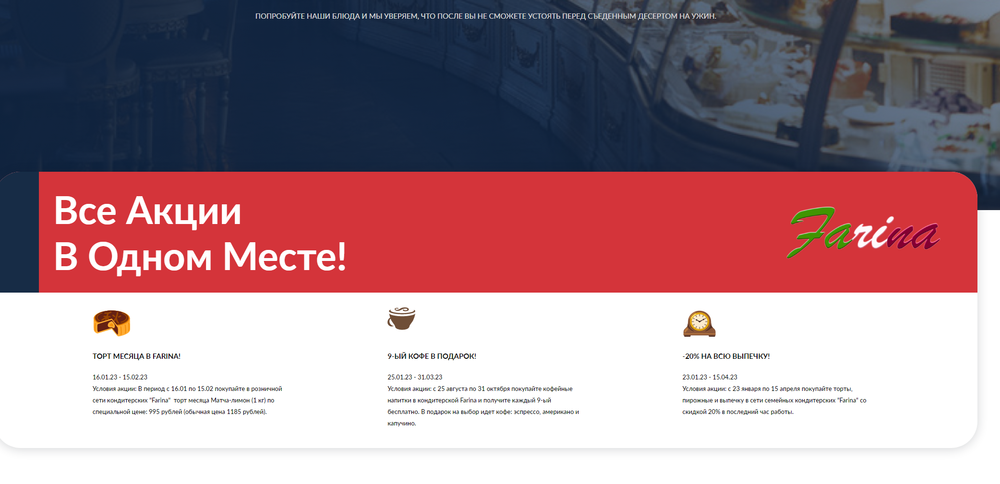 ПОПРОБУЙТЕ НАШИ БЛЮДА И МЫ УВЕРЯЕМ, ЧТО ПОСЛЕ ВЫ НЕ СМОЖЕТЕ УСТОЯТЬ ПЕРЕД СЪЕДЕННЫМ ДЕСЕРТОМ НА УЖИН.
Все Акции
В Одном Месте!
Farina
秋
ТОРТ МЕСЯЦА В FARINA!
16.01.23 - 15.02.23
Условия акции: В период с 16.01 по 15.02 покупайте в розничной
сети кондитерских "Farina" торт месяца Матча-лимон (1 кг) по
специальной цене: 995 рублей (обычная цена 1185 рублей).
9-ЫЙ КОФЕ В ПОДАРОК!
25.01.23 - 31.03.23
Условия акции: с 25 августа по 31 октября покупайте кофейные
напитки в кондитерской Farina и получите каждый 9-ый
бесплатно. В подарок на выбор идет кофе: эспрессо, американо и
капучино.
-20% НА ВСЮ ВЫПЕЧКУ!
23.01.23 - 15.04.23
Условия акции: с 23 января по 15 апреля покупайте торты,
пирожные и выпечку в сети семейных кондитерских "Farina" со
скидкой 20% в последний час работы.